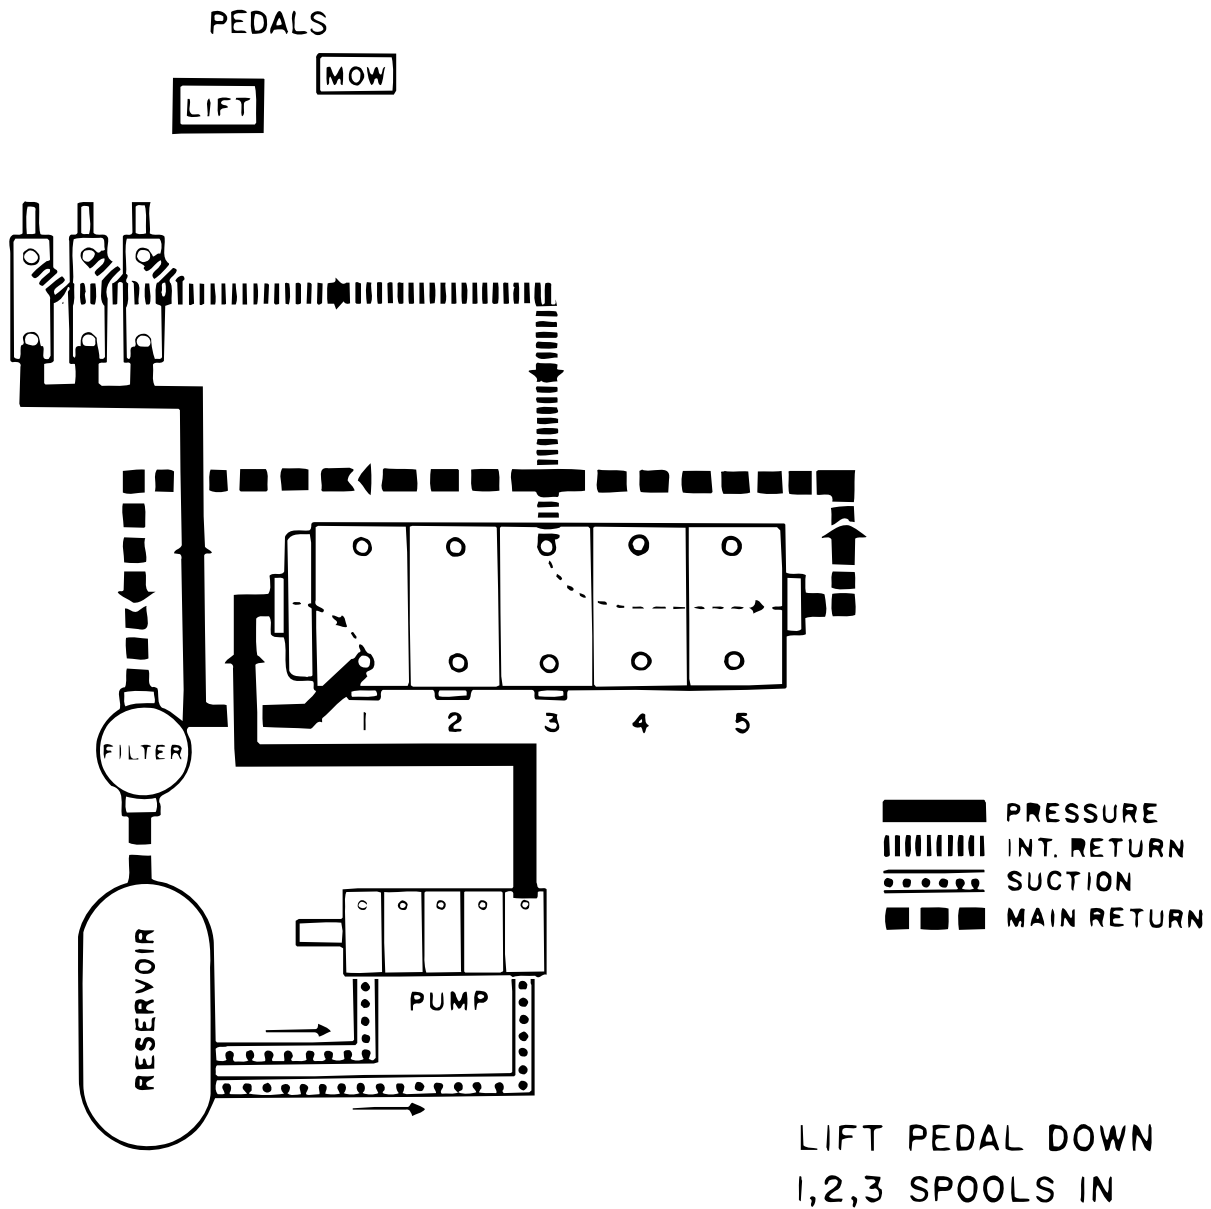 PEDALS
MOW
LIFT
1 2 3 4 5
FILTER
PRESSURE
INT. RETURN
SUCTION
MAIN RETURN
RESERVOIR
PUMP
LIFT PEDAL DOWN
1,2,3 SPOOLS IN